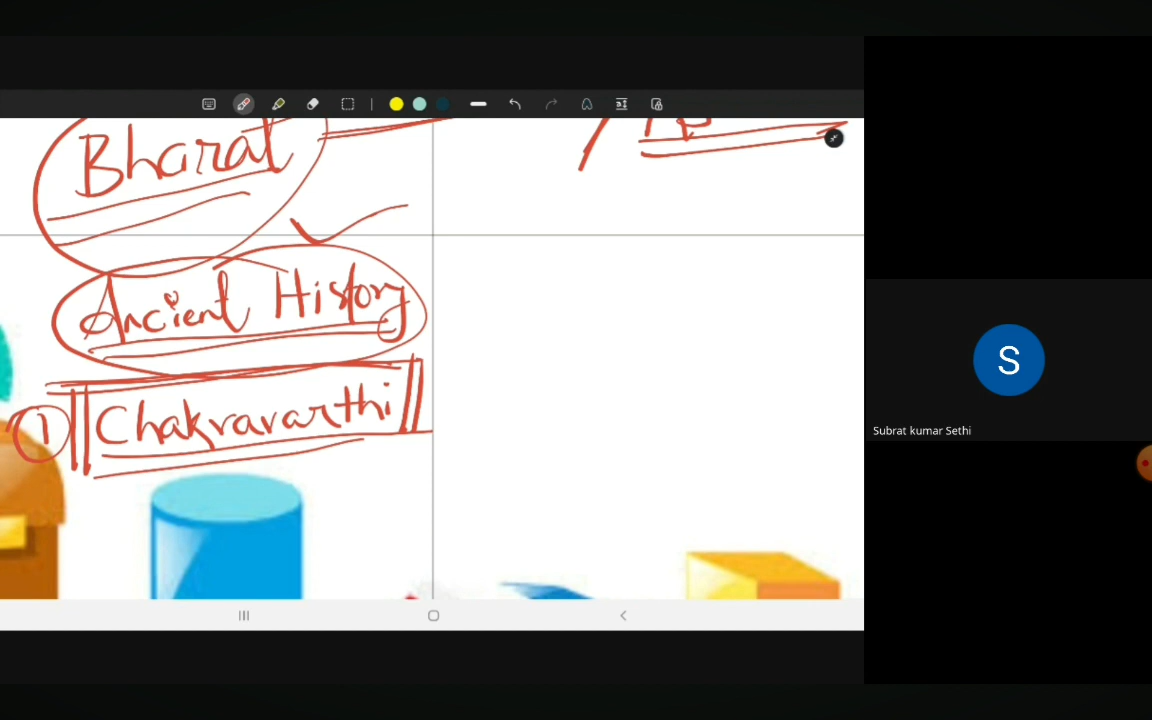 Bharat
Ancient History
① Chakravarthi
S
Subrat kumar Sethi